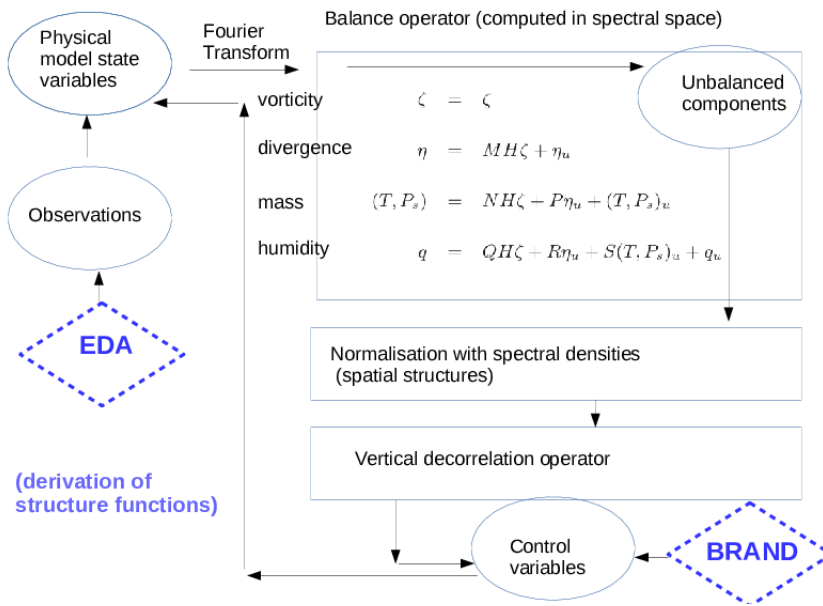 Balance operator (computed in spectral space)
Physical
model state
variables
Fourier
Transform
Unbalanced
components
vorticity ζ = ζ
divergence η = MHζ + η_u
mass (T, P_s) = NHζ + Pη_u + (T, P_s)_u
humidity q = QHζ + Rη_u + S(T, P_s)_u + q_u
Observations
EDA
Normalisation with spectral densities
(spatial structures)
Vertical decorrelation operator
(derivation of
structure functions)
Control
variables
BRAND